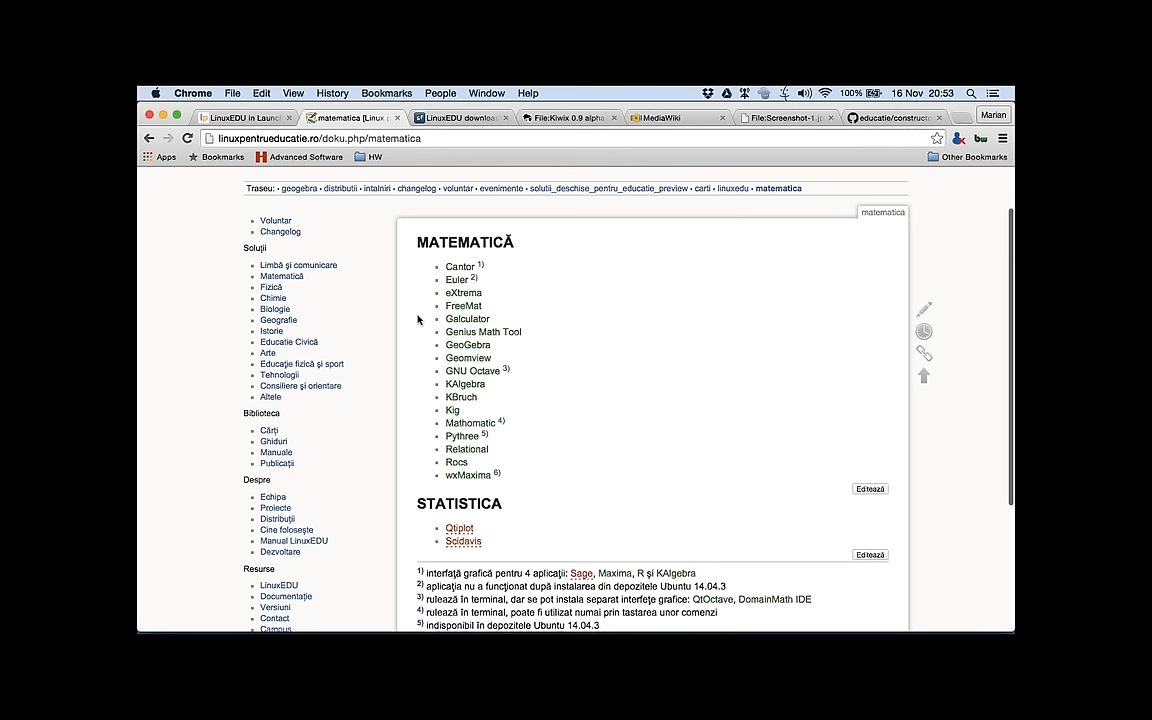 Chrome File Edit View History Bookmarks People Window Help 100% 16 Nov 20:53
LinuxEDU in Launc matematica [Linux p LinuxEDU downloa File:Kiwix 0.9 alpha MediaWiki File:Screenshot-1.j educatie/construct Marian
linuxpentrueducatie.ro/doku.php/matematica
Apps Bookmarks Advanced Software HW Other Bookmarks
Traseu: • geogebra • distributii • intalniri • changelog • voluntar • evenimente • solutii_deschise_pentru_educatie_preview • carti • linuxedu • matematica
matematica
Voluntar
Changelog
Soluții
Limbă și comunicare
Matematică
Fizică
Chimie
Biologie
Geografie
Istorie
Educatie Civică
Arte
Educație fizică și sport
Tehnologii
Consiliere și orientare
Altele
Biblioteca
Cărți
Ghiduri
Manuale
Publicații
Despre
Echipa
Proiecte
Distribuții
Cine folosește
Manual LinuxEDU
Dezvoltare
Resurse
LinuxEDU
Documentație
Versiuni
Contact
Campus
MATEMATICĂ
Cantor 1)
Euler 2)
eXtrema
FreeMat
Galculator
Genius Math Tool
GeoGebra
Geomview
GNU Octave 3)
KAlgebra
KBruch
Kig
Mathomatic 4)
Pythree 5)
Relational
Rocs
wxMaxima 6)
Editează
STATISTICA
Qtiplot
Scidavis
Editează
1) interfață grafică pentru 4 aplicații: Sage, Maxima, R și KAlgebra
2) aplicația nu a funcționat după instalarea din depozitele Ubuntu 14.04.3
3) rulează în terminal, dar se pot instala separat interfețe grafice: QtOctave, DomainMath IDE
4) rulează în terminal, poate fi utilizat numai prin tastarea unor comenzi
5) indisponibil în depozitele Ubuntu 14.04.3